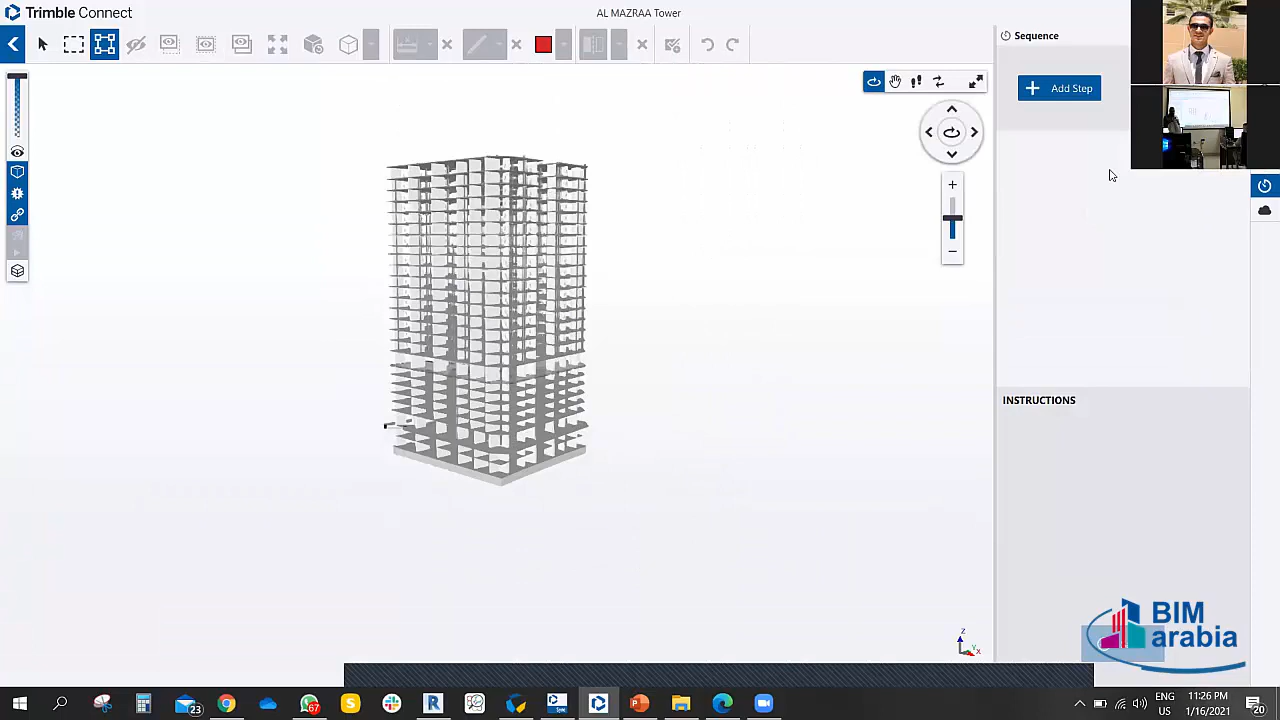 Trimble Connect
AL MAZRAA Tower
Sequence
Add Step
INSTRUCTIONS
Z
Y
X
BIM
arabia
23
67
ENG
US
11:26 PM
1/16/2021
20